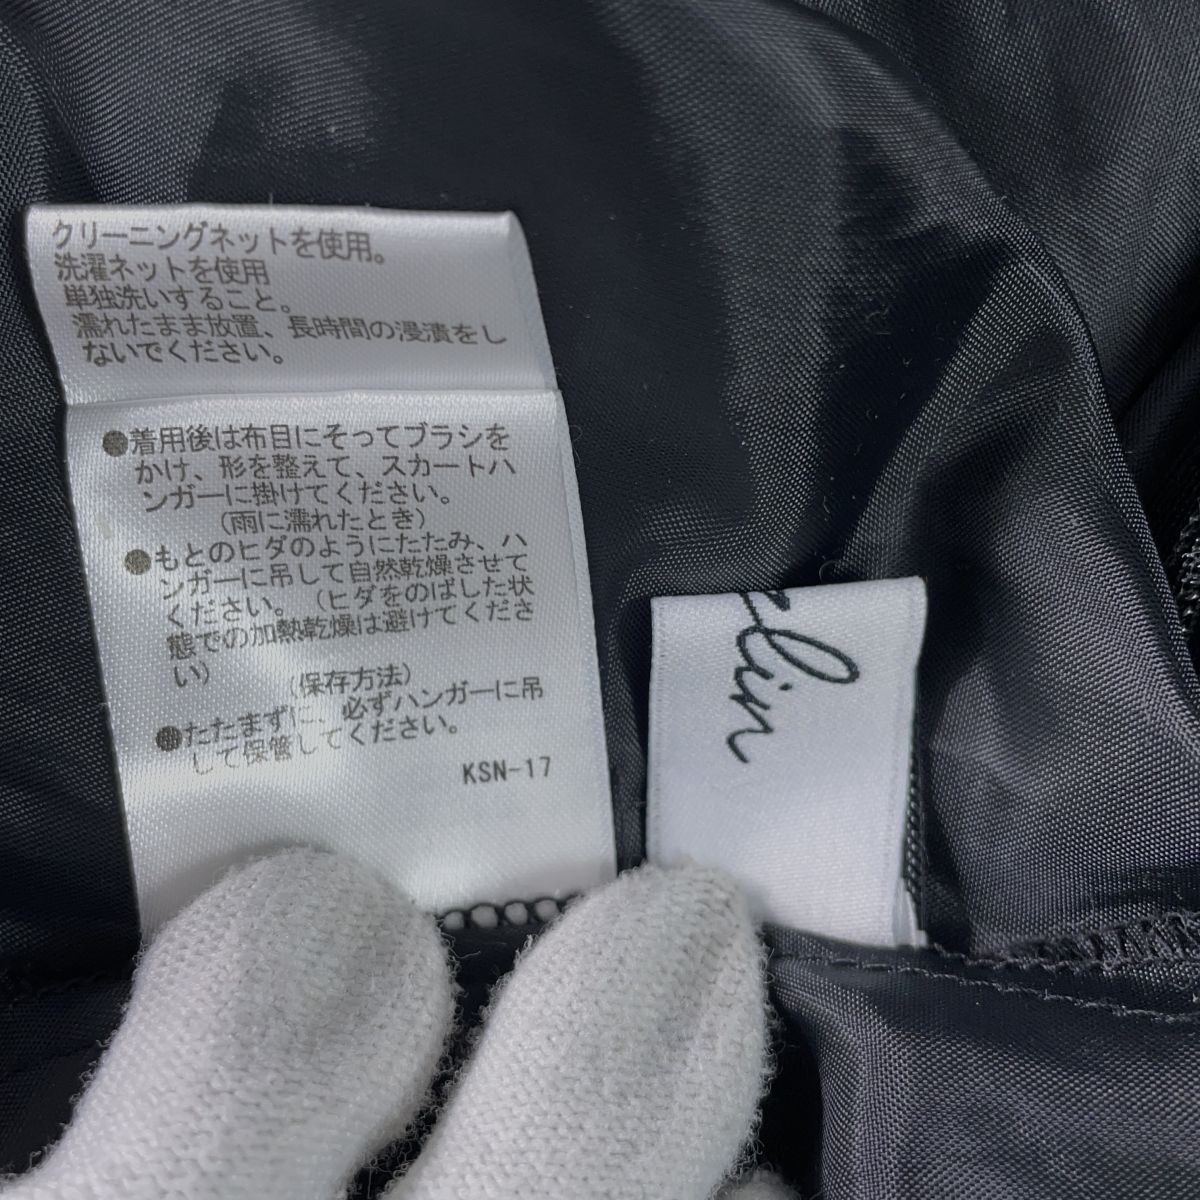 クリーニングネットを使用。
洗濯ネットを使用
単独洗いすること。
濡れたまま放置、長時間の浸漬をし
ないでください。
●着用後は布目にそってブラシを
かけ、形を整えて、スカートハ
ンガーに掛けてください。
(雨に濡れたとき)
●もとのヒダのようにたたみ、ハ
ンガーに吊して自然乾燥させて
ください。(ヒダをのばした状
態での加熱乾燥は避けてくださ
い)
(保存方法)
●たたまずに、必ずハンガーに吊
して保管してください。
KSN-17